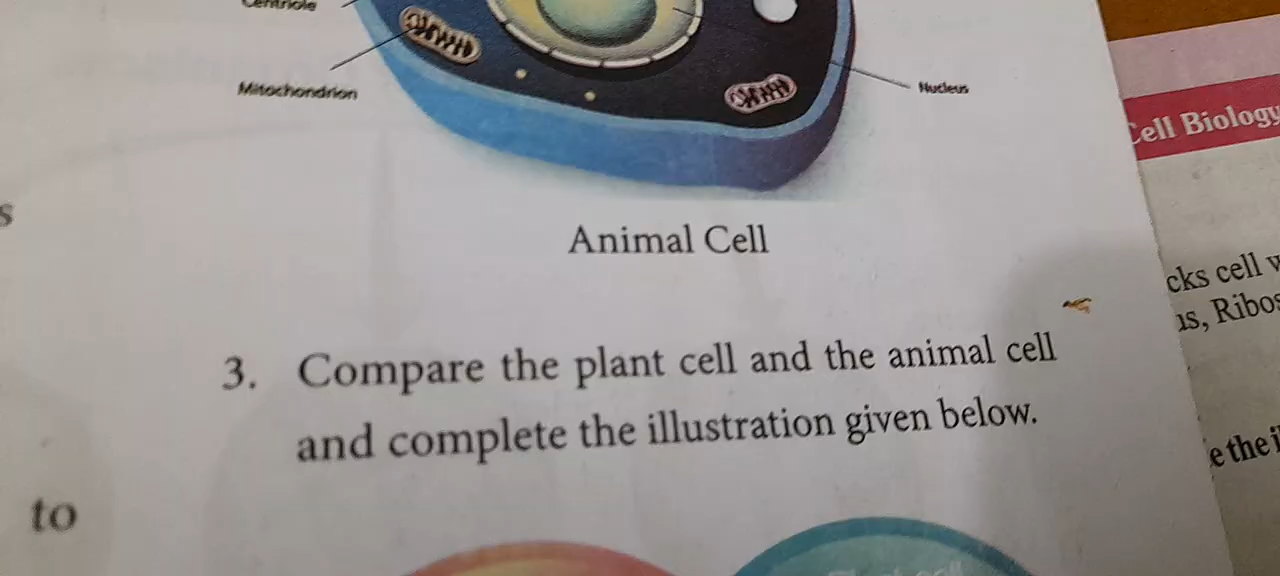 Centriole
Mitochondrion
Nucleus
Cell Biology
s
Animal Cell
cks cell
3. Compare the plant cell and the animal cell
and complete the illustration given below.
e the
to